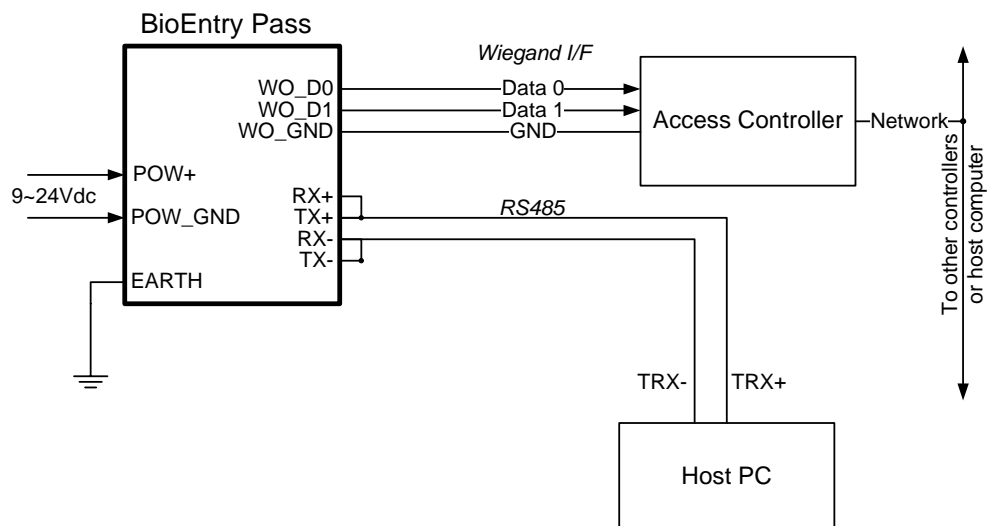 BioEntry Pass
Wiegand I/F
WO_D0
Data 0
WO_D1
Data 1
WO_GND
GND
Access Controller
Network
To other controllers
or host computer
POW+
9~24Vdc
POW_GND
EARTH
RX+
TX+
RS485
RX-
TX-
TRX-
TRX+
Host PC